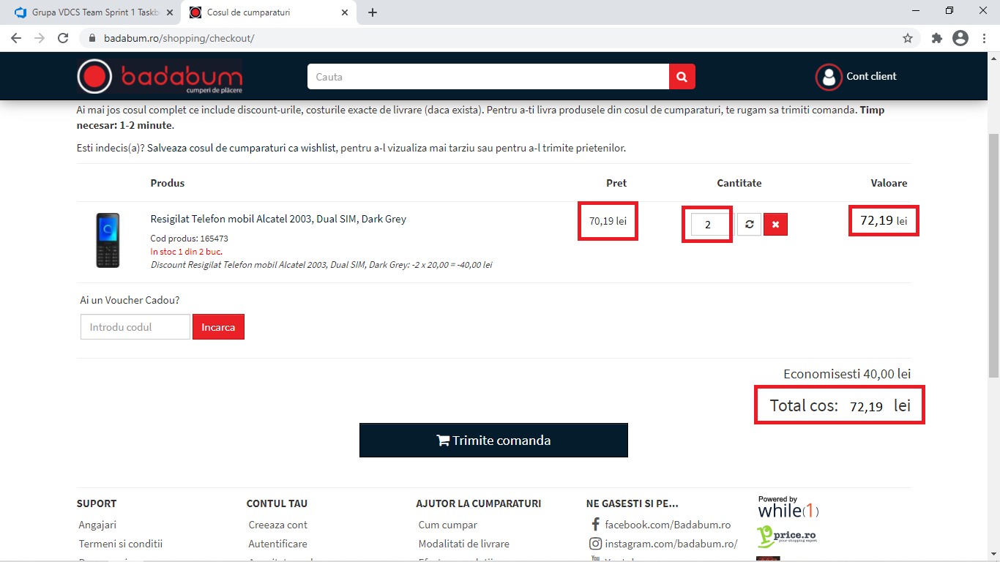 Grupa VDCS Team Sprint 1 Taskb
Cosul de cumparaturi
badabum.ro/shopping/checkout/
badabum
cumperi de plăcere
Cauta
Cont client
Ai mai jos cosul complet ce include discount-urile, costurile exacte de livrare (daca exista). Pentru a-ti livra produsele din cosul de cumparaturi, te rugam sa trimiti comanda. Timp
necesar: 1-2 minute.
Esti indecis(a)? Salveaza cosul de cumparaturi ca wishlist, pentru a-l vizualiza mai tarziu sau pentru a-l trimite prietenilor.
Produs Pret Cantitate Valoare
Resigilat Telefon mobil Alcatel 2003, Dual SIM, Dark Grey 70,19 lei 2 72,19 lei
Cod produs: 165473
In stoc 1 din 2 buc.
Discount Resigilat Telefon mobil Alcatel 2003, Dual SIM, Dark Grey: -2 x 20,00 = -40,00 lei
Ai un Voucher Cadou?
Introdu codul Incarca
Economisesti 40,00 lei
Total cos: 72,19 lei
Trimite comanda
SUPORT CONTUL TAU AJUTOR LA CUMPARATURI NE GASESTI SI PE...
Powered by
while(1)
Angajari Creeaza cont Cum cumpar facebook.com/Badabum.ro
price.ro
your shopping expert
Termeni si conditii Autentificare Modalitati de livrare instagram.com/badabum.ro/